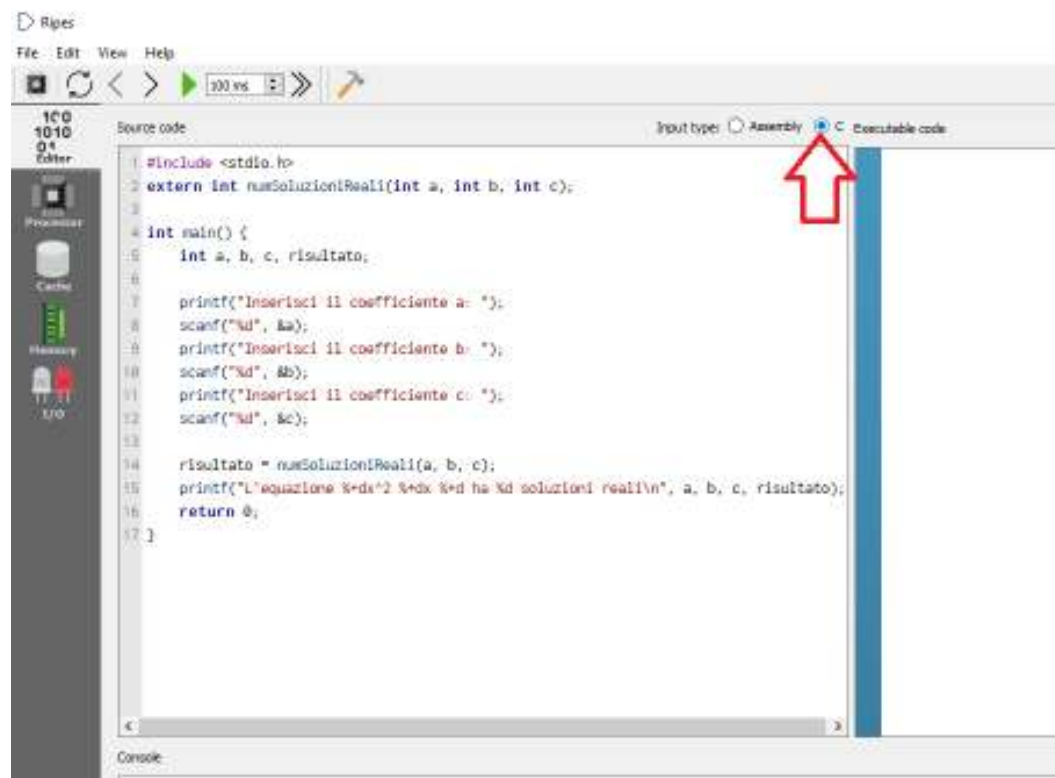 Ripes
File Edit View Help
100 ms
Editor
Processor
Cache
Memory
I/O
Source code
Input type: Assembly C
Executable code
1 #include <stdio.h>
2 extern int numSoluzioniReali(int a, int b, int c);
3
4 int main() {
5 int a, b, c, risultato;
6
7 printf("Inserisci il coefficiente a: ");
8 scanf("%d", &a);
9 printf("Inserisci il coefficiente b: ");
10 scanf("%d", &b);
11 printf("Inserisci il coefficiente c: ");
12 scanf("%d", &c);
13
14 risultato = numSoluzioniReali(a, b, c);
15 printf("L'equazione %+dx^2 %+dx %+d ha %d soluzioni reali\n", a, b, c, risultato);
16 return 0;
17 }
Console